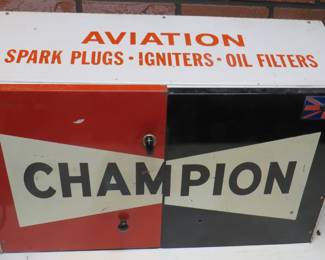 AVIATION
SPARK PLUGS · IGNITERS · OIL FILTERS
CHAMPION